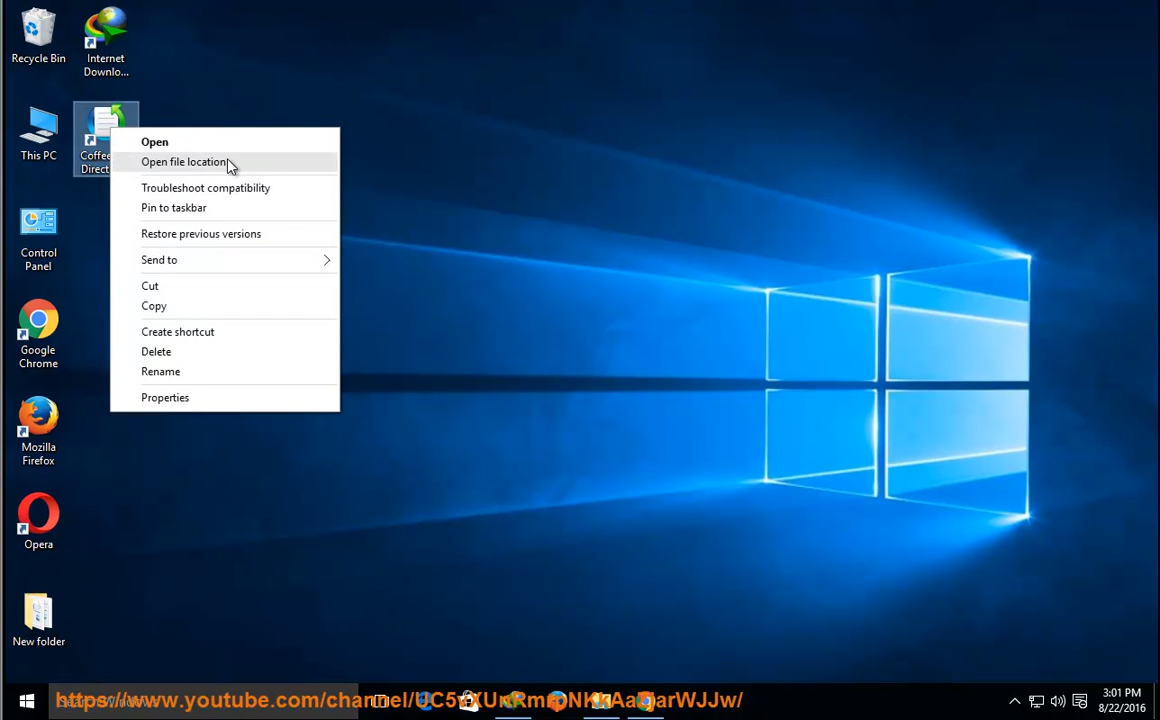 Recycle Bin
Internet
Downlo...
This PC
Coffee
Direct
Open
Open file location
Troubleshoot compatibility
Pin to taskbar
Restore previous versions
Send to
Cut
Copy
Create shortcut
Delete
Rename
Properties
Control
Panel
Google
Chrome
Mozilla
Firefox
Opera
New folder
3:01 PM
8/22/2016